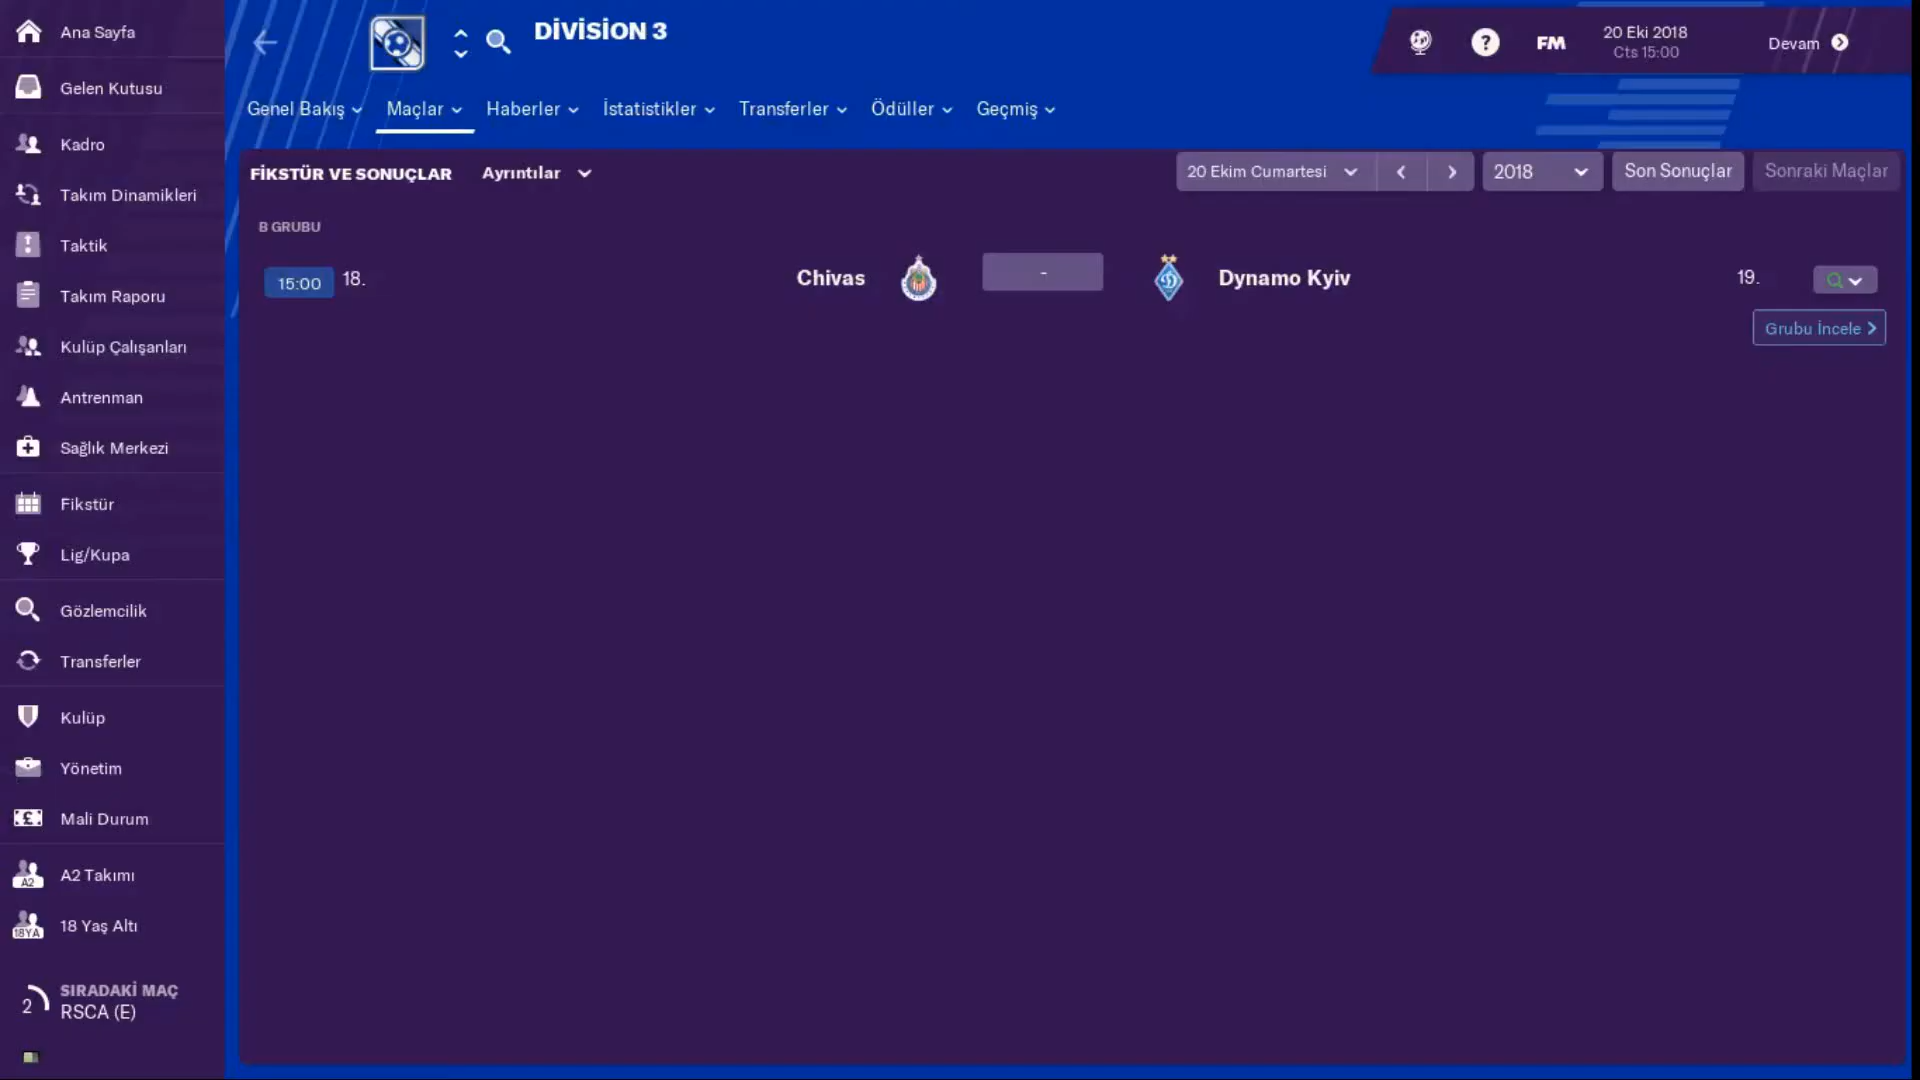 Ana Sayfa
Gelen Kutusu
Kadro
Takım Dinamikleri
Taktik
Takım Raporu
Kulüp Çalışanları
Antrenman
Sağlık Merkezi
Fikstür
Lig/Kupa
Gözlemcilik
Transferler
Kulüp
Yönetim
Mali Durum
A2 A2 Takımı
18YA 18 Yaş Altı
2 SIRADAKİ MAÇ
RSCA (E)
DİVİSİON 3
? FM 20 Eki 2018 Devam
Cts 15:00
Genel Bakış Maçlar Haberler İstatistikler Transferler Ödüller Geçmiş
FİKSTÜR VE SONUÇLAR Ayrıntılar 20 Ekim Cumartesi 2018 Son Sonuçlar Sonraki Maçlar
B GRUBU
15:00 18. Chivas - Dynamo Kyiv 19.
Grubu İncele